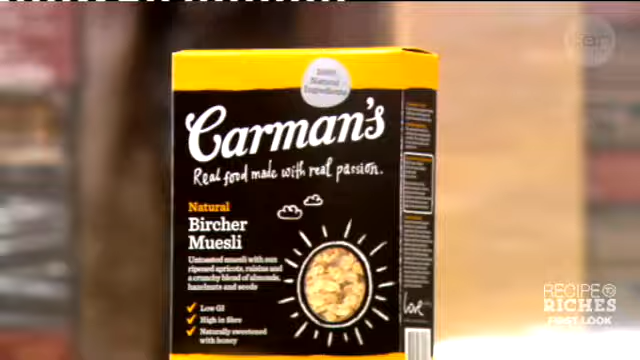 100%
Natural
Ingredients
Carman's
Real food made with real passion.
Natural
Bircher
Muesli
Untoasted muesli with sun
ripened apricots, raisins and
a crunchy blend of almonds,
hazelnuts and seeds
Low GI
High in fibre
Naturally sweetened
with honey
RECIPE TO
RICHES
FIRST LOOK